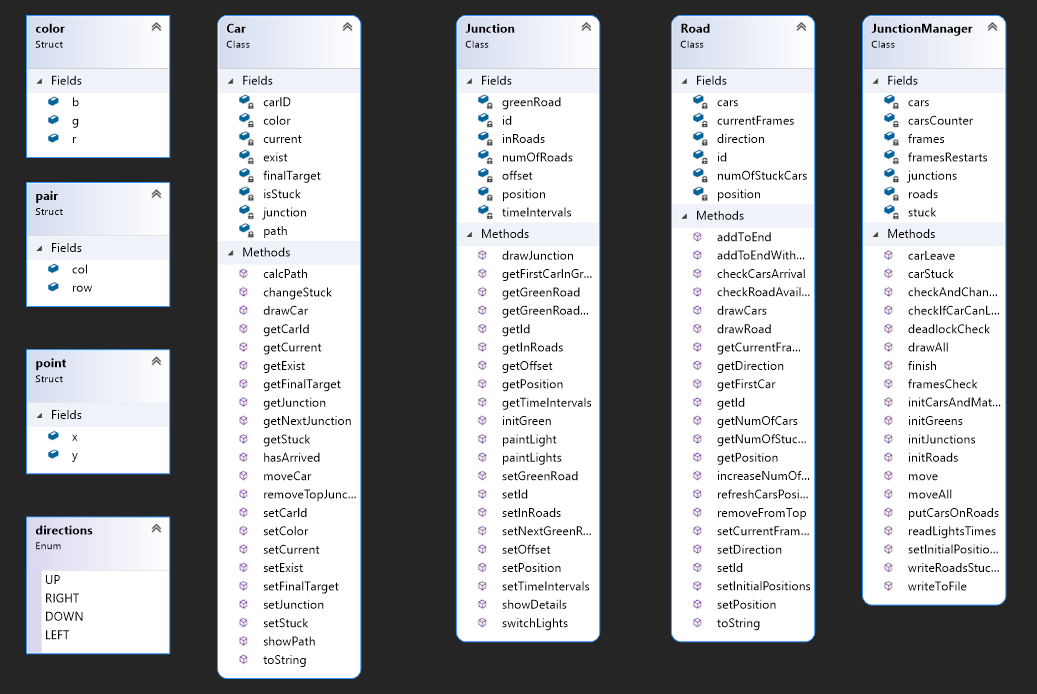 color
Struct
Fields
b
g
r
pair
Struct
Fields
col
row
point
Struct
Fields
x
y
directions
Enum
UP
RIGHT
DOWN
LEFT
Car
Class
Fields
carID
color
current
exist
finalTarget
isStuck
junction
path
Methods
calcPath
changeStuck
drawCar
getCarId
getCurrent
getExist
getFinalTarget
getJunction
getNextJunction
getStuck
hasArrived
moveCar
removeTopJunc...
setCarId
setColor
setCurrent
setExist
setFinalTarget
setJunction
setStuck
showPath
toString
Junction
Class
Fields
greenRoad
id
inRoads
numOfRoads
offset
position
timeIntervals
Methods
drawJunction
getFirstCarInGr...
getGreenRoad
getGreenRoad...
getId
getInRoads
getOffset
getPosition
getTimeIntervals
initGreen
paintLight
paintLights
setGreenRoad
setId
setInRoads
setNextGreenR...
setOffset
setPosition
setTimeIntervals
showDetails
switchLights
Road
Class
Fields
cars
currentFrames
direction
id
numOfStuckCars
position
Methods
addToEnd
addToEndWith...
checkCarsArrival
checkRoadAvail...
drawCars
drawRoad
getCurrentFra...
getDirection
getFirstCar
getId
getNumOfCars
getNumOfStuc...
getPosition
increaseNumOf...
refreshCarsPosi...
removeFromTop
setCurrentFram...
setDirection
setId
setInitialPositions
setPosition
toString
JunctionManager
Class
Fields
cars
carsCounter
frames
framesRestarts
junctions
roads
stuck
Methods
carLeave
carStuck
checkAndChan...
checkIfCarCanL...
deadlockCheck
drawAll
finish
framesCheck
initCarsAndMat...
initGreens
initJunctions
initRoads
move
moveAll
putCarsOnRoads
readLightsTimes
setInitialPositio...
writeRoadsStuc...
writeToFile